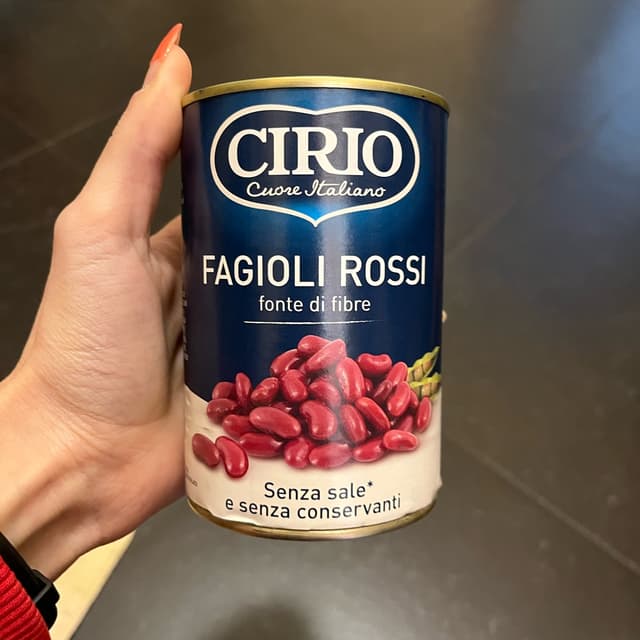 CIRIO
Cuore Italiano
FAGIOLI ROSSI
fonte di fibre
Senza sale*
e senza conservanti